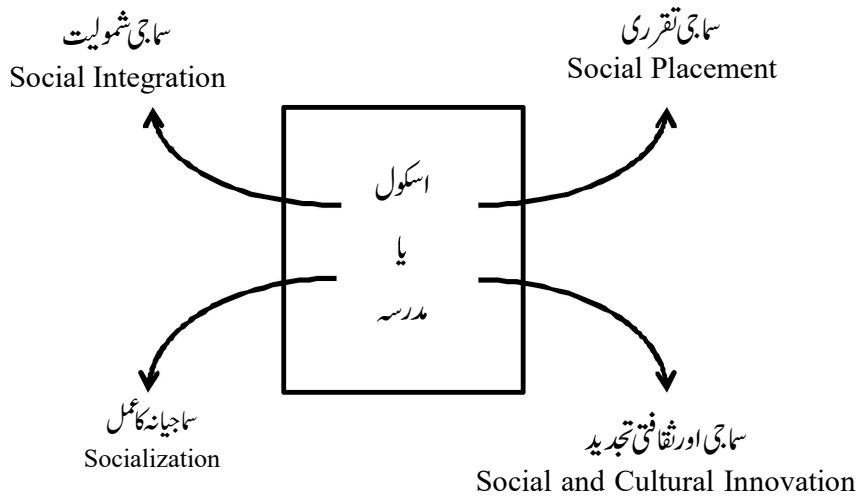 سماجی شمولیت
Social Integration
سماجی تقرری
Social Placement
اسکول
یا
مدرسہ
سماجیانہ کا عمل
Socialization
سماجی اور ثقافتی تجدید
Social and Cultural Innovation